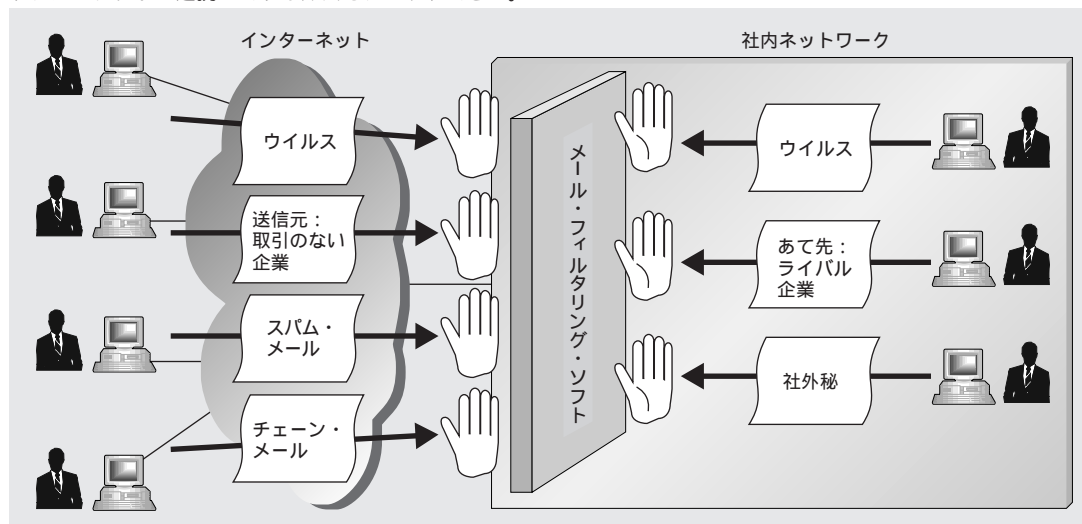 インターネット
社内ネットワーク
ウイルス
送信元：
取引のない
企業
スパム・
メール
チェーン・
メール
メール・フィルタリング・ソフト
ウイルス
あて先：
ライバル
企業
社外秘